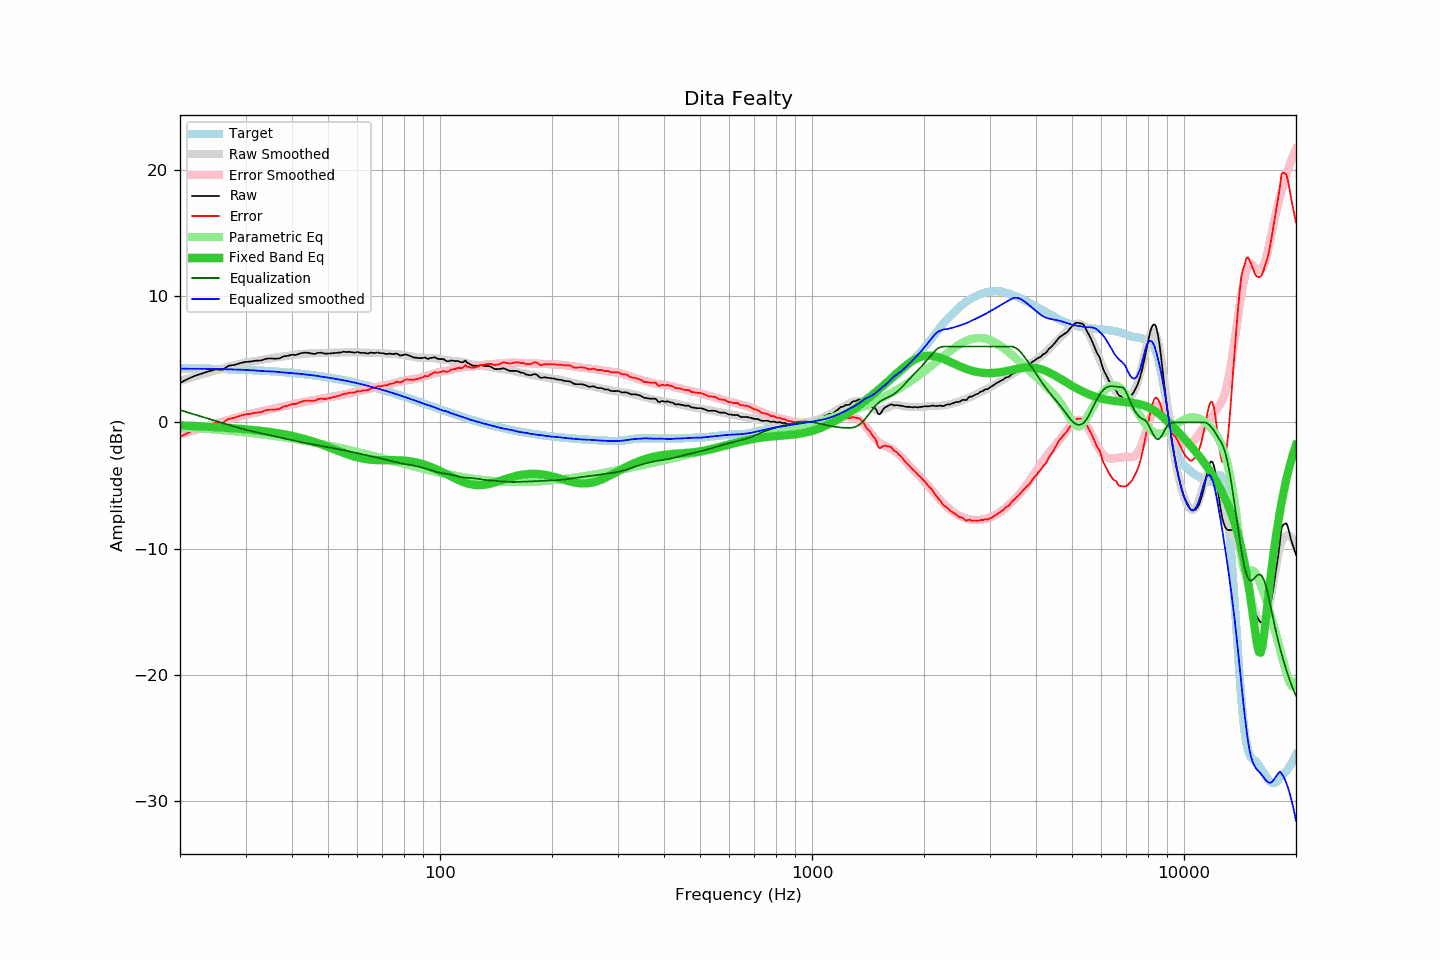 Dita Fealty
Target
Raw Smoothed
Error Smoothed
Raw
Error
Parametric Eq
Fixed Band Eq
Equalization
Equalized smoothed
20
10
0
−10
−20
−30
Amplitude (dBr)
100
1000
10000
Frequency (Hz)